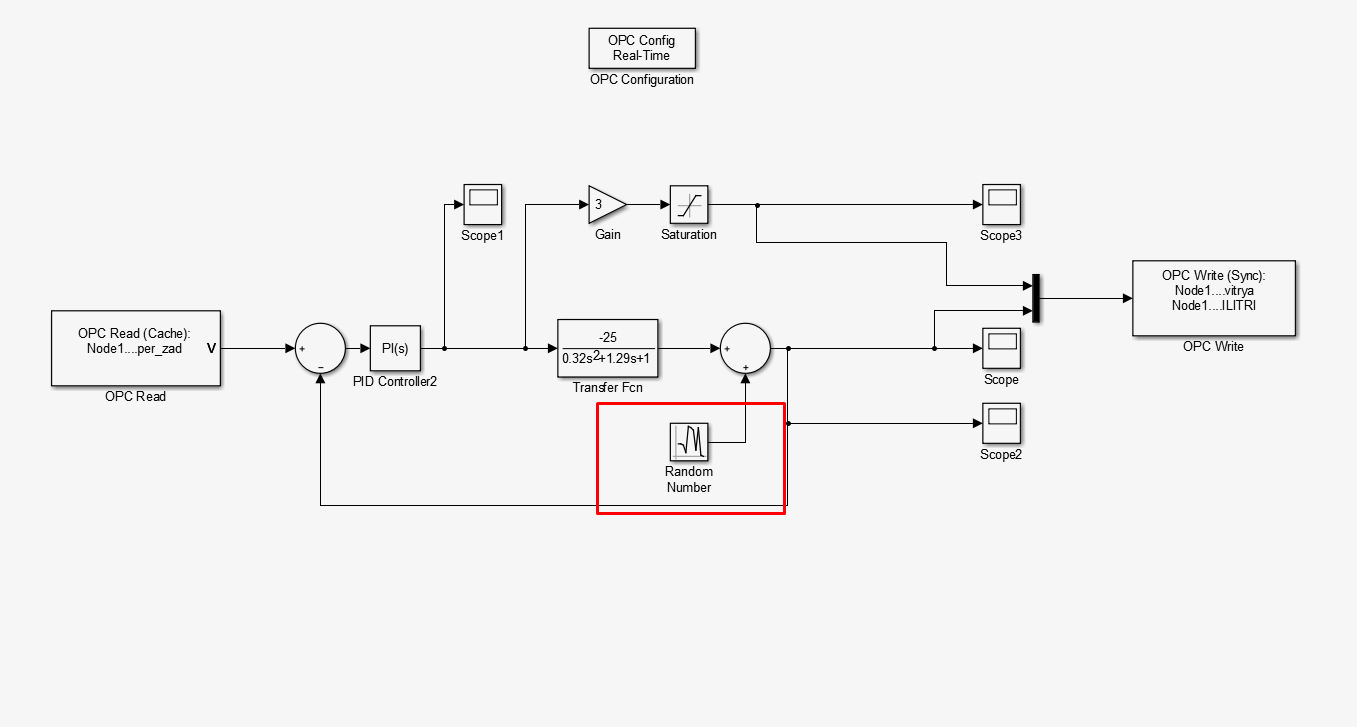 OPC Config
Real-Time
OPC Configuration
Scope1
3
Gain
Saturation
Scope3
OPC Write (Sync):
Node1....vitrya
Node1....ILITRI
OPC Write
OPC Read (Cache):
Node1...per_zad
V
OPC Read
+
−
PI(s)
PID Controller2
-25
0.32s2+1.29s+1
Transfer Fcn
+
+
Scope
Scope2
Random
Number